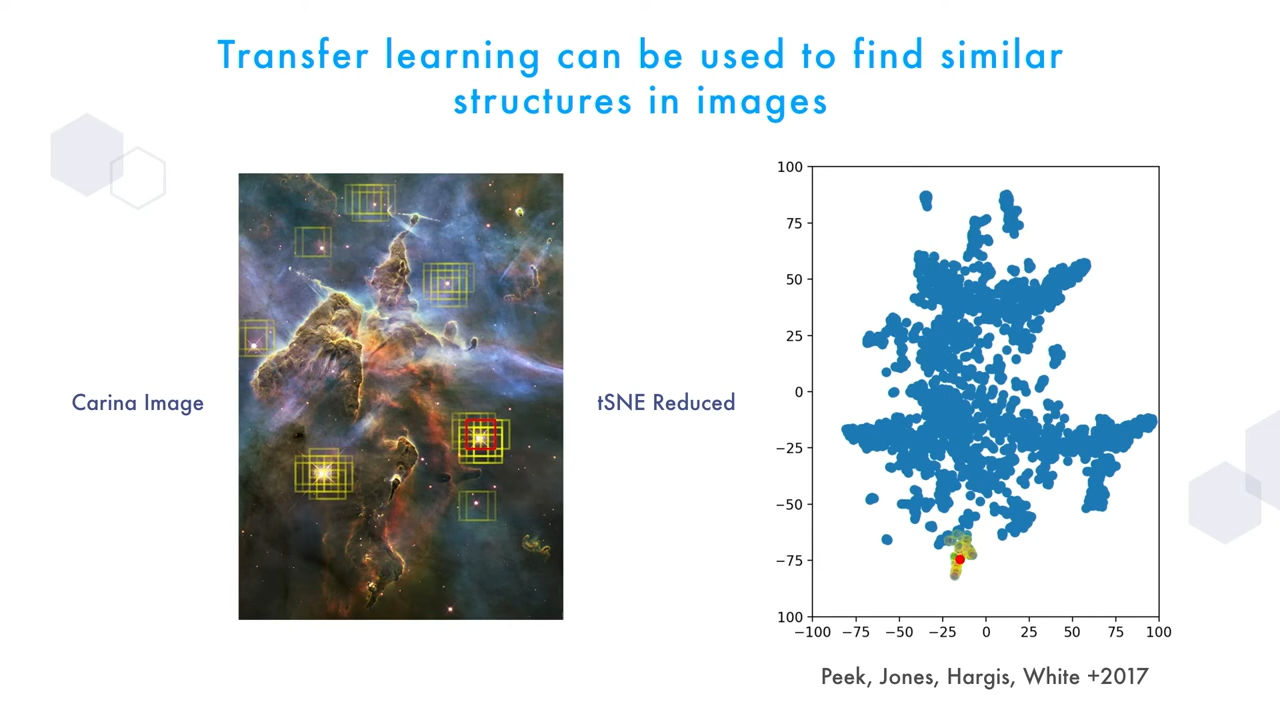 Transfer learning can be used to find similar
structures in images
Carina Image
tSNE Reduced
100
75
50
25
0
−25
−50
−75
100
−100 −75 −50 −25 0 25 50 75 100
Peek, Jones, Hargis, White +2017